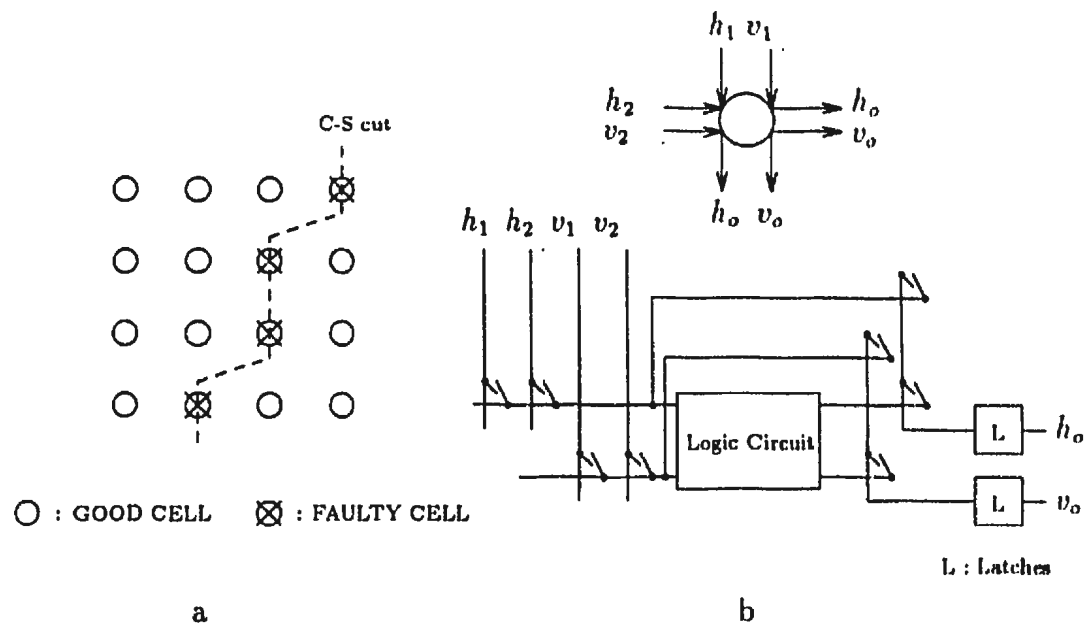 C-S cut
○ : GOOD CELL ⊗ : FAULTY CELL
a
h₁ v₁
h₂ hₒ
v₂ vₒ
hₒ vₒ
h₁ h₂ v₁ v₂
Logic Circuit
L hₒ
L vₒ
L : Latches
b